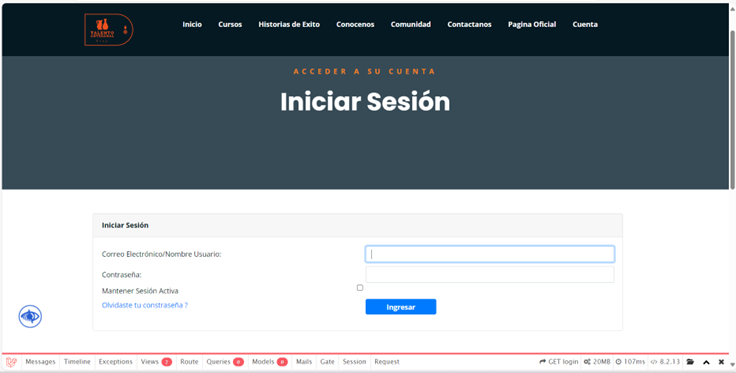 TALENTO
ARTESANAL
Inicio Cursos Historias de Exito Conocenos Comunidad Contactanos Pagina Oficial Cuenta
ACCEDER A SU CUENTA
Iniciar Sesión
Iniciar Sesión
Correo Electrónico/Nombre Usuario:
Contraseña:
Mantener Sesión Activa
Olvidaste tu constraseña ?
Ingresar
Messages Timeline Exceptions Views 2 Route Queries 0 Models 0 Mails Gate Session Request GET login 20MB 107ms 8.2.13